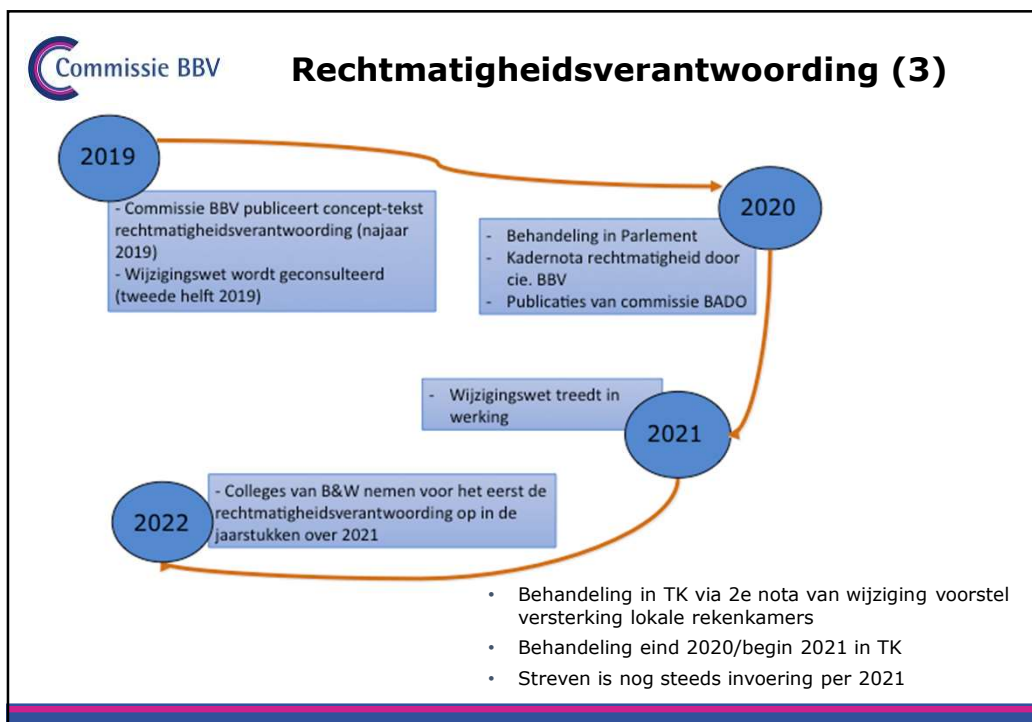 Commissie BBV
Rechtmatigheidsverantwoording (3)
2019
- Commissie BBV publiceert concept-tekst
rechtmatigheidsverantwoording (najaar
2019)
- Wijzigingswet wordt geconsulteerd
(tweede helft 2019)
2020
- Behandeling in Parlement
- Kadernota rechtmatigheid door
cie. BBV
- Publicaties van commissie BADO
- Wijzigingswet treedt in
werking
2021
2022
- Colleges van B&W nemen voor het eerst de
rechtmatigheidsverantwoording op in de
jaarstukken over 2021
• Behandeling in TK via 2e nota van wijziging voorstel
versterking lokale rekenkamers
• Behandeling eind 2020/begin 2021 in TK
• Streven is nog steeds invoering per 2021